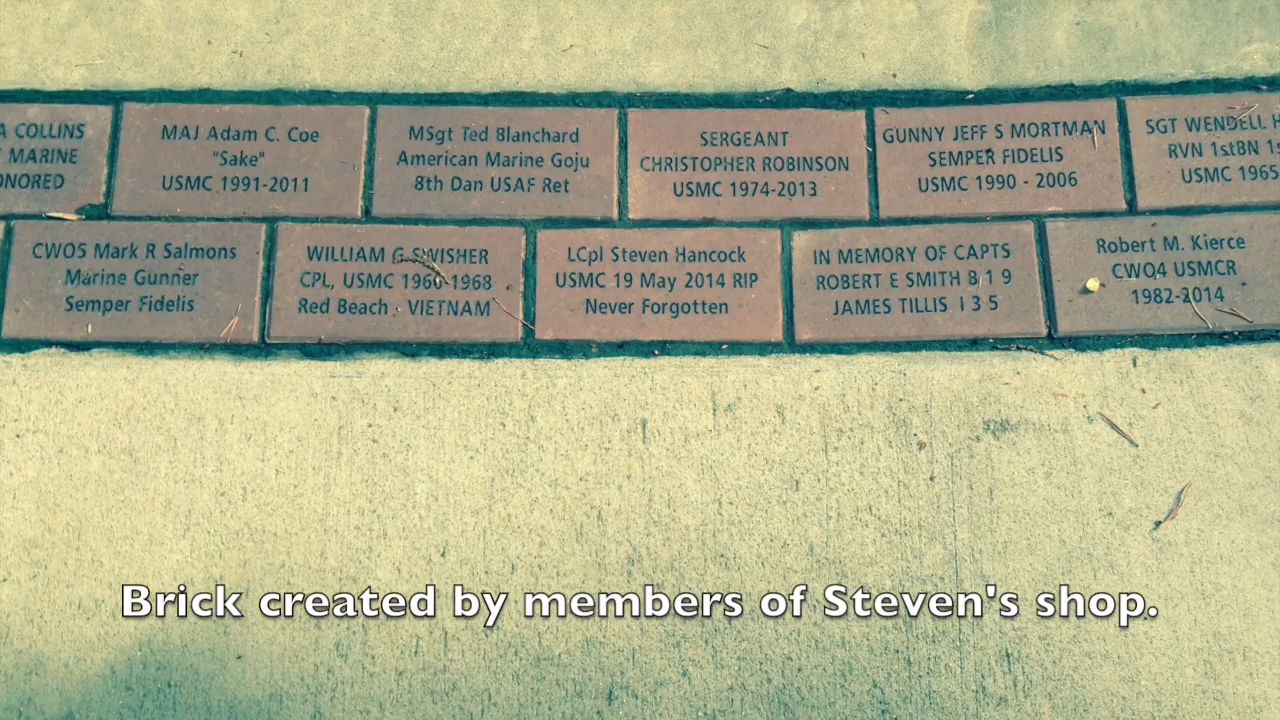 A COLLINS
MARINE
ONORED
MAJ Adam C. Coe
"Sake"
USMC 1991-2011
MSgt Ted Blanchard
American Marine Goju
8th Dan USAF Ret
SERGEANT
CHRISTOPHER ROBINSON
USMC 1974-2013
GUNNY JEFF S MORTMAN
SEMPER FIDELIS
USMC 1990 - 2006
SGT WENDELL H
RVN 1stBN 1s
USMC 1965
CWO5 Mark R Salmons
Marine Gunner
Semper Fidelis
WILLIAM G SWISHER
CPL, USMC 1966-1968
Red Beach, VIETNAM
LCpl Steven Hancock
USMC 19 May 2014 RIP
Never Forgotten
IN MEMORY OF CAPTS
ROBERT E SMITH 8 1 9
JAMES TILLIS 1 3 5
Robert M. Kierce
CWO4 USMCR
1982-2014
Brick created by members of Steven's shop.